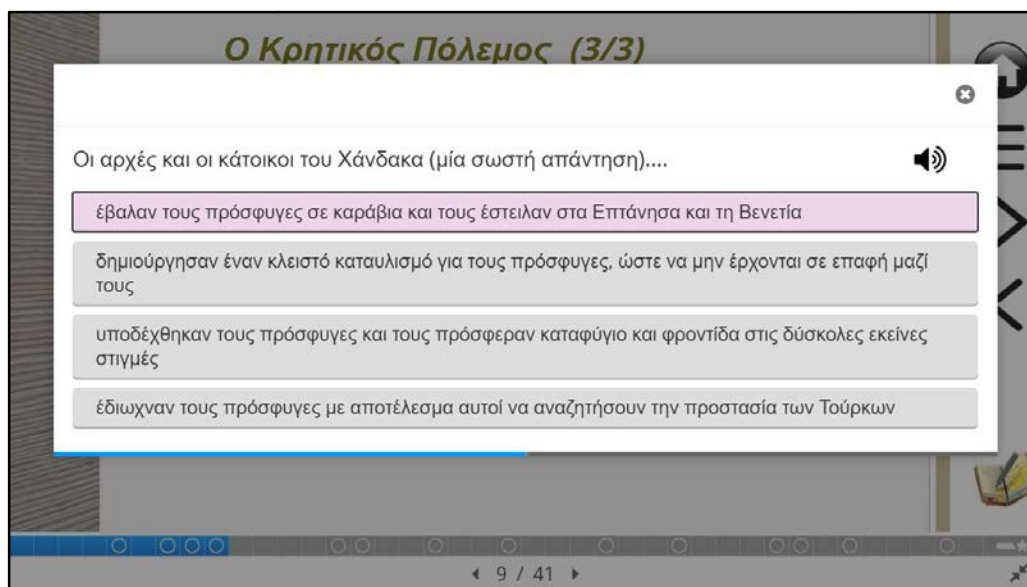 Ο Κρητικός Πόλεμος (3/3)
Οι αρχές και οι κάτοικοι του Χάνδακα (μία σωστή απάντηση)....
έβαλαν τους πρόσφυγες σε καράβια και τους έστειλαν στα Επτάνησα και τη Βενετία
δημιούργησαν έναν κλειστό καταυλισμό για τους πρόσφυγες, ώστε να μην έρχονται σε επαφή μαζί
τους
υποδέχθηκαν τους πρόσφυγες και τους πρόσφεραν καταφύγιο και φροντίδα στις δύσκολες εκείνες
στιγμές
έδιωχναν τους πρόσφυγες με αποτέλεσμα αυτοί να αναζητήσουν την προστασία των Τούρκων
9 / 41